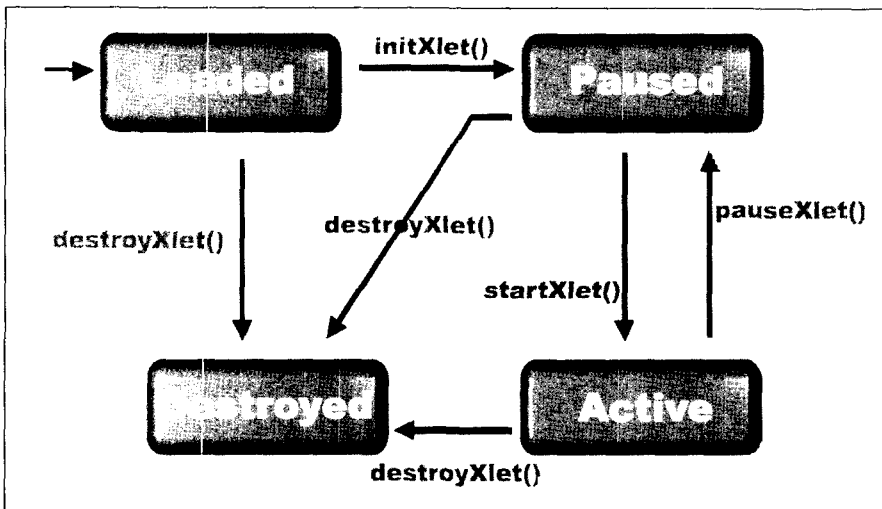 Loaded
initXlet()
Paused
destroyXlet()
destroyXlet()
pauseXlet()
startXlet()
Destroyed
Active
destroyXlet()